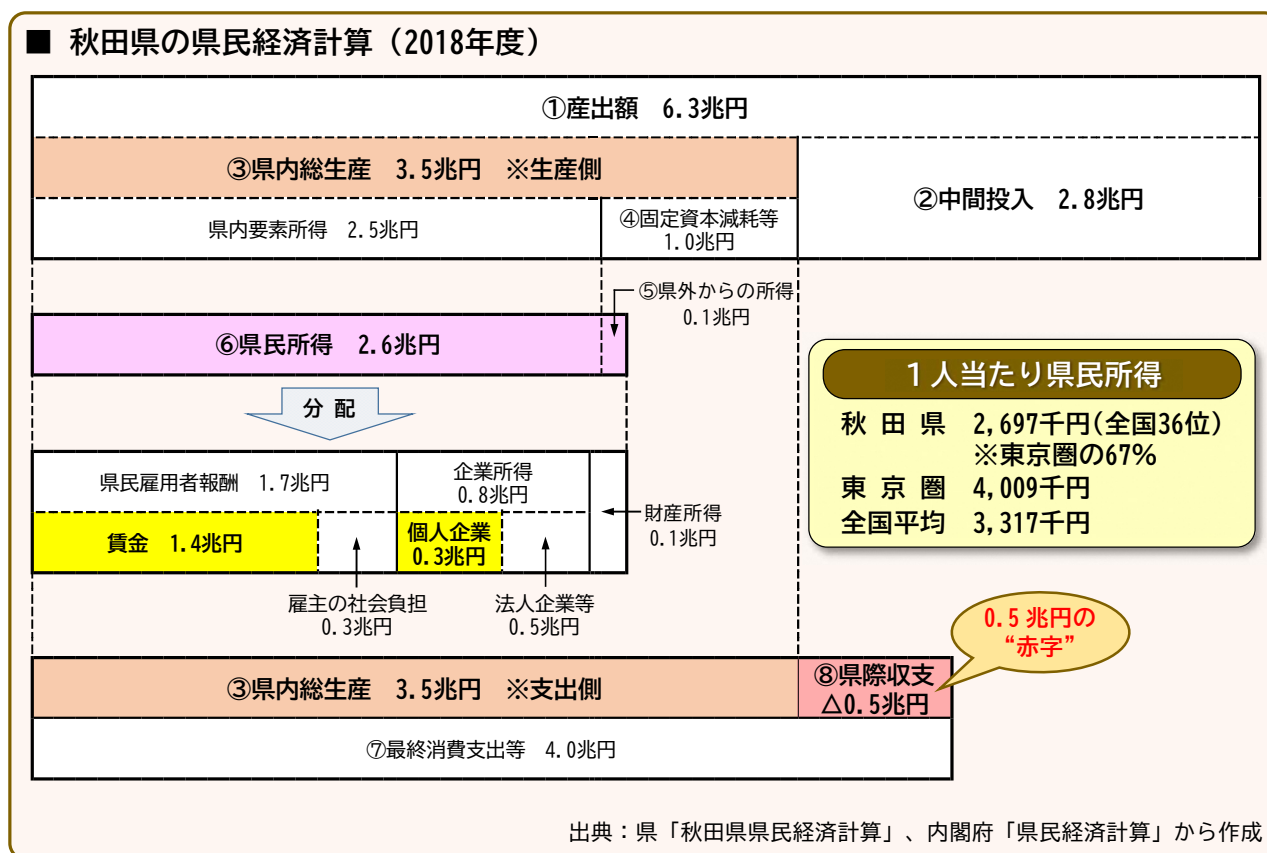 ■ 秋田県の県民経済計算（2018年度）
①産出額　6.3兆円
③県内総生産　3.5兆円　※生産側
②中間投入　2.8兆円
県内要素所得　2.5兆円
④固定資本減耗等
1.0兆円
⑤県外からの所得
0.1兆円
⑥県民所得　2.6兆円
分 配
１人当たり県民所得
秋 田 県　2,697千円(全国36位)
※東京圏の67%
東 京 圏　4,009千円
全国平均　3,317千円
県民雇用者報酬　1.7兆円
企業所得
0.8兆円
財産所得
0.1兆円
賃金　1.4兆円
個人企業
0.3兆円
雇主の社会負担
0.3兆円
法人企業等
0.5兆円
0.5 兆円の
“赤字”
③県内総生産　3.5兆円　※支出側
⑧県際収支
△0.5兆円
⑦最終消費支出等　4.0兆円
出典：県「秋田県県民経済計算」、内閣府「県民経済計算」から作成